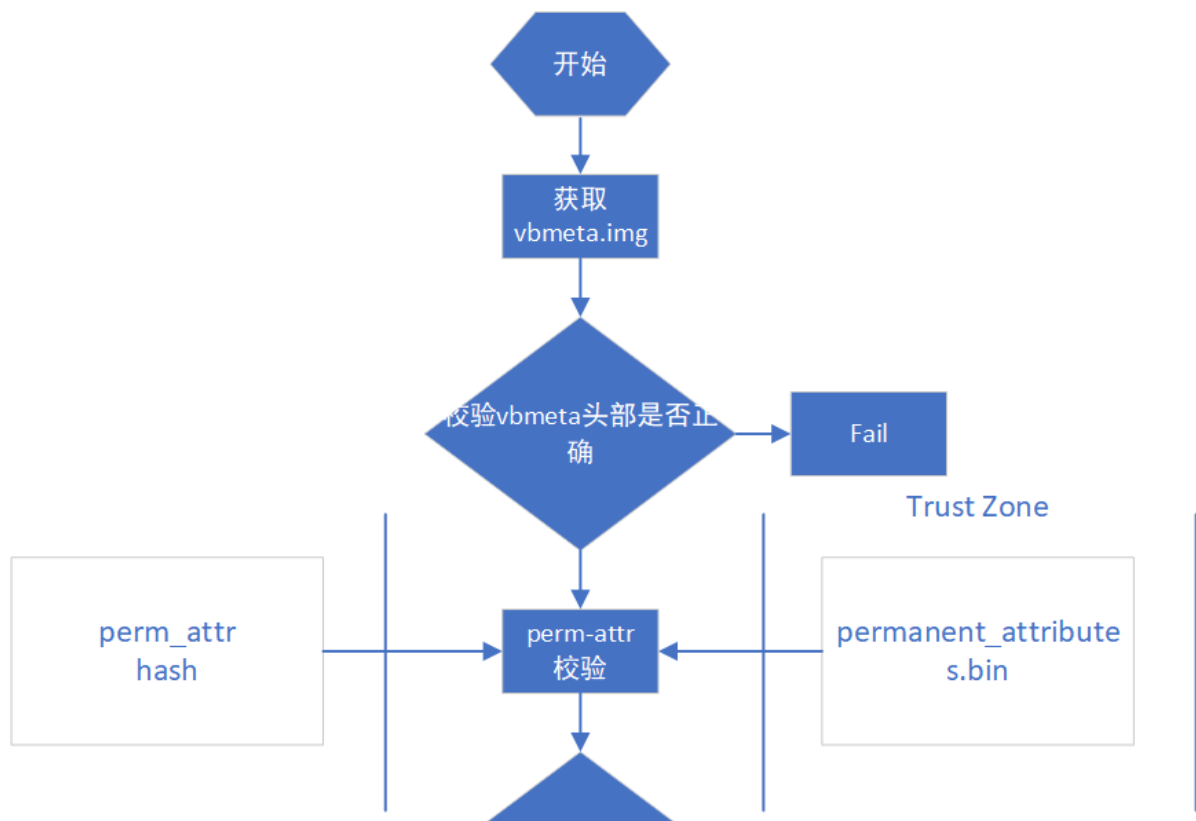 开始
获取
vbmeta.img
校验vbmeta头部是否正
确
Fail
Trust Zone
perm_attr
hash
perm-attr
校验
permanent_attribute
s.bin